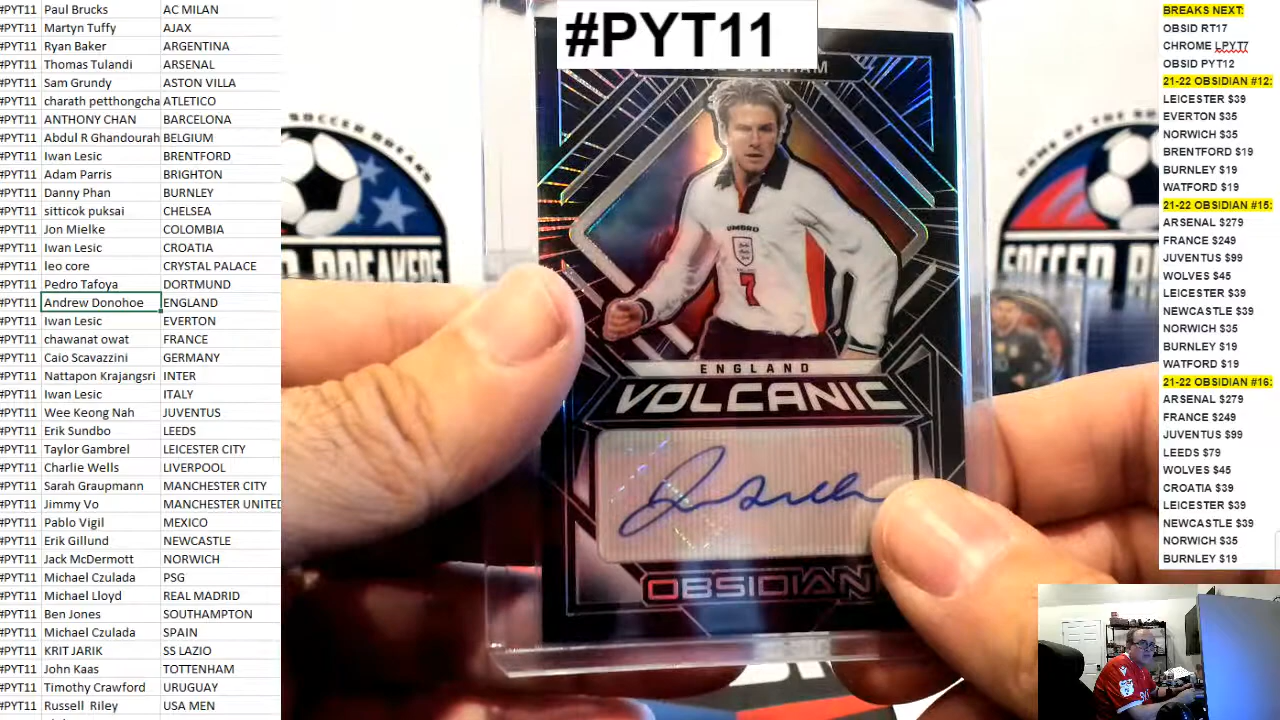 #PYT11 Paul Brucks AC MILAN
#PYT11 Martyn Tuffy AJAX
#PYT11 Ryan Baker ARGENTINA
#PYT11 Thomas Tulandi ARSENAL
#PYT11 Sam Grundy ASTON VILLA
#PYT11 charath petthongcha ATLETICO
#PYT11 ANTHONY CHAN BARCELONA
#PYT11 Abdul R Ghandourah BELGIUM
#PYT11 Iwan Lesic BRENTFORD
#PYT11 Adam Parris BRIGHTON
#PYT11 Danny Phan BURNLEY
#PYT11 sitticok puksai CHELSEA
#PYT11 Jon Mielke COLOMBIA
#PYT11 Iwan Lesic CROATIA
#PYT11 leo core CRYSTAL PALACE
#PYT11 Pedro Tafoya DORTMUND
#PYT11 Andrew Donohoe ENGLAND
#PYT11 Iwan Lesic EVERTON
#PYT11 chawanat owat FRANCE
#PYT11 Caio Scavazzini GERMANY
#PYT11 Nattapon Krajangsri INTER
#PYT11 Iwan Lesic ITALY
#PYT11 Wee Keong Nah JUVENTUS
#PYT11 Erik Sundbo LEEDS
#PYT11 Taylor Gambrel LEICESTER CITY
#PYT11 Charlie Wells LIVERPOOL
#PYT11 Sarah Graupmann MANCHESTER CITY
#PYT11 Jimmy Vo MANCHESTER UNITED
#PYT11 Pablo Vigil MEXICO
#PYT11 Erik Gillund NEWCASTLE
#PYT11 Jack McDermott NORWICH
#PYT11 Michael Czulada PSG
#PYT11 Michael Lloyd REAL MADRID
#PYT11 Ben Jones SOUTHAMPTON
#PYT11 Michael Czulada SPAIN
#PYT11 KRIT JARIK SS LAZIO
#PYT11 John Kaas TOTTENHAM
#PYT11 Timothy Crawford URUGUAY
#PYT11 Russell Riley USA MEN
#PYT11
UMBRO
7
ENGLAND
VOLCANIC
OBSIDIAN
BREAKS NEXT:
OBSID RT17
CHROME LPYT7
OBSID PYT12
21-22 OBSIDIAN #12:
LEICESTER $39
EVERTON $35
NORWICH $35
BRENTFORD $19
BURNLEY $19
WATFORD $19
21-22 OBSIDIAN #15:
ARSENAL $279
FRANCE $249
JUVENTUS $99
WOLVES $45
LEICESTER $39
NEWCASTLE $39
NORWICH $35
BURNLEY $19
WATFORD $19
21-22 OBSIDIAN #16:
ARSENAL $279
FRANCE $249
JUVENTUS $99
LEEDS $79
WOLVES $45
CROATIA $39
LEICESTER $39
NEWCASTLE $39
NORWICH $35
BURNLEY $19